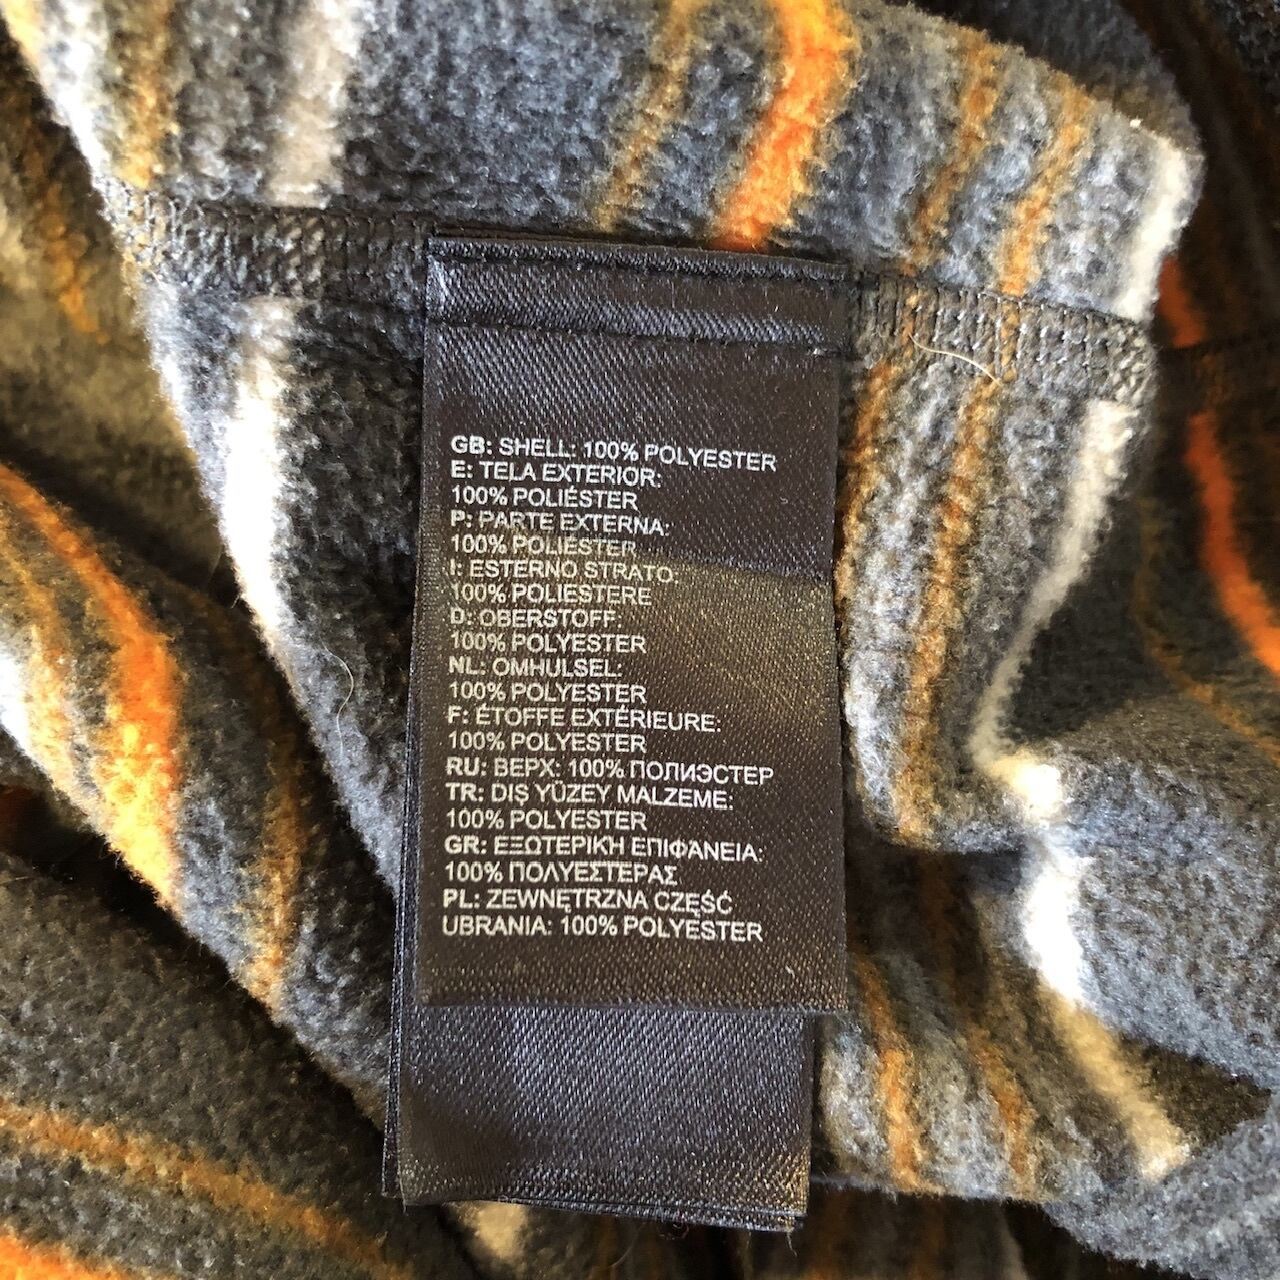 GB: SHELL: 100% POLYESTER
E: TELA EXTERIOR:
100% POLIÉSTER
P: PARTE EXTERNA:
100% POLIÉSTER
I: ESTERNO STRATO:
100% POLIESTERE
D: OBERSTOFF:
100% POLYESTER
NL: OMHULSEL:
100% POLYESTER
F: ÉTOFFE EXTÉRIEURE:
100% POLYESTER
RU: ВЕРХ: 100% ПОЛИЭСТЕР
TR: DIŞ YÜZEY MALZEME:
100% POLYESTER
GR: ΕΞΩΤΕΡΙΚΗ ΕΠΙΦΑΝΕΙΑ:
100% ΠΟΛΥΕΣΤΕΡΑΣ
PL: ZEWNĘTRZNA CZĘŚĆ
UBRANIA: 100% POLYESTER